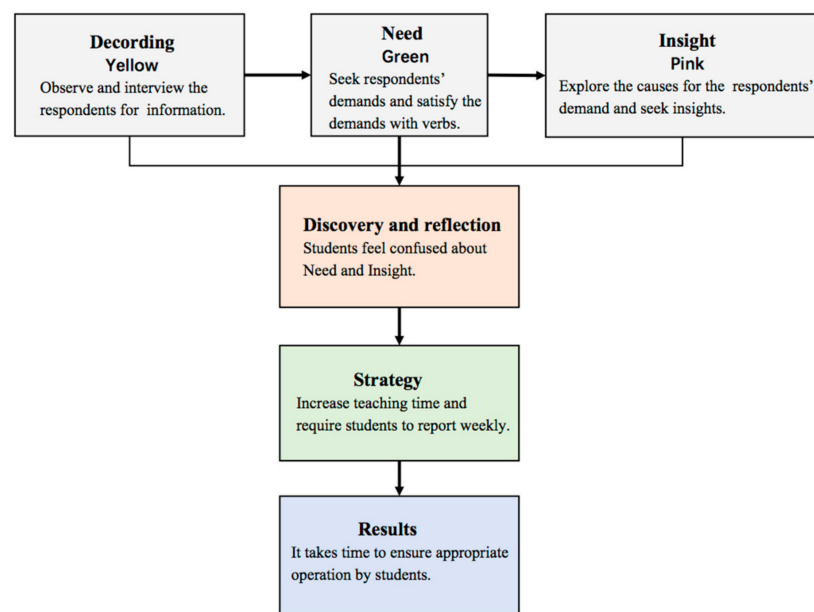 Decording
Yellow
Observe and interview the
respondents for information.
Need
Green
Seek respondents'
demands and satisfy the
demands with verbs.
Insight
Pink
Explore the causes for the respondents'
demand and seek insights.
Discovery and reflection
Students feel confused about
Need and Insight.
Strategy
Increase teaching time and
require students to report weekly.
Results
It takes time to ensure appropriate
operation by students.